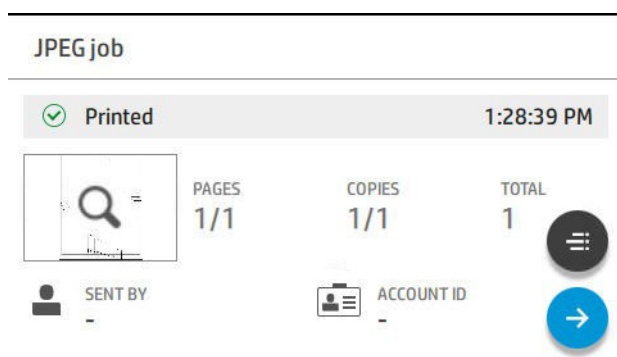 JPEG job
Printed 1:28:39 PM
PAGES COPIES TOTAL
1/1 1/1 1
SENT BY ACCOUNT ID
- -